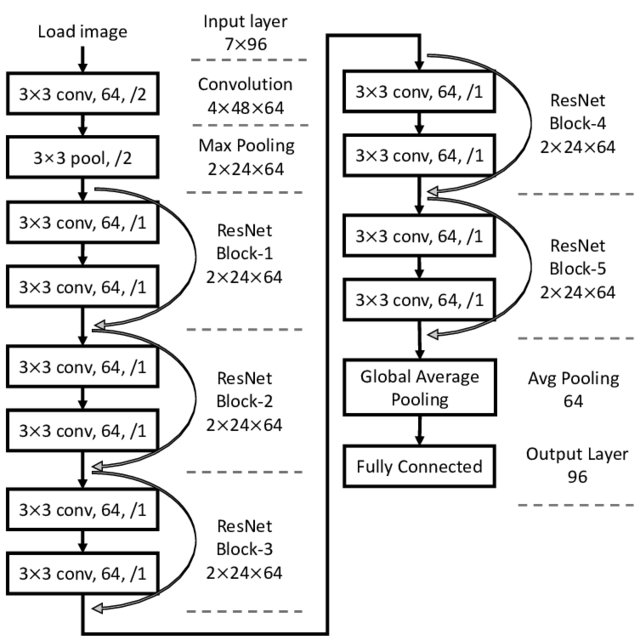 Load image
Input layer
7×96
3×3 conv, 64, /2
Convolution
4×48×64
3×3 pool, /2
Max Pooling
2×24×64
3×3 conv, 64, /1
3×3 conv, 64, /1
ResNet
Block-1
2×24×64
3×3 conv, 64, /1
3×3 conv, 64, /1
ResNet
Block-2
2×24×64
3×3 conv, 64, /1
3×3 conv, 64, /1
ResNet
Block-3
2×24×64
3×3 conv, 64, /1
3×3 conv, 64, /1
ResNet
Block-4
2×24×64
3×3 conv, 64, /1
3×3 conv, 64, /1
ResNet
Block-5
2×24×64
Global Average
Pooling
Avg Pooling
64
Fully Connected
Output Layer
96